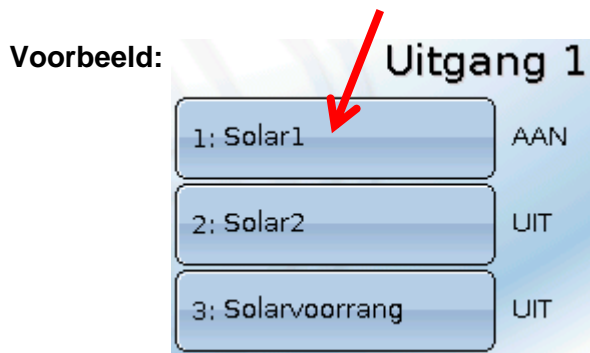 Voorbeeld:
Uitgang 1
1: Solar1 AAN
2: Solar2 UIT
3: Solarvoorrang UIT